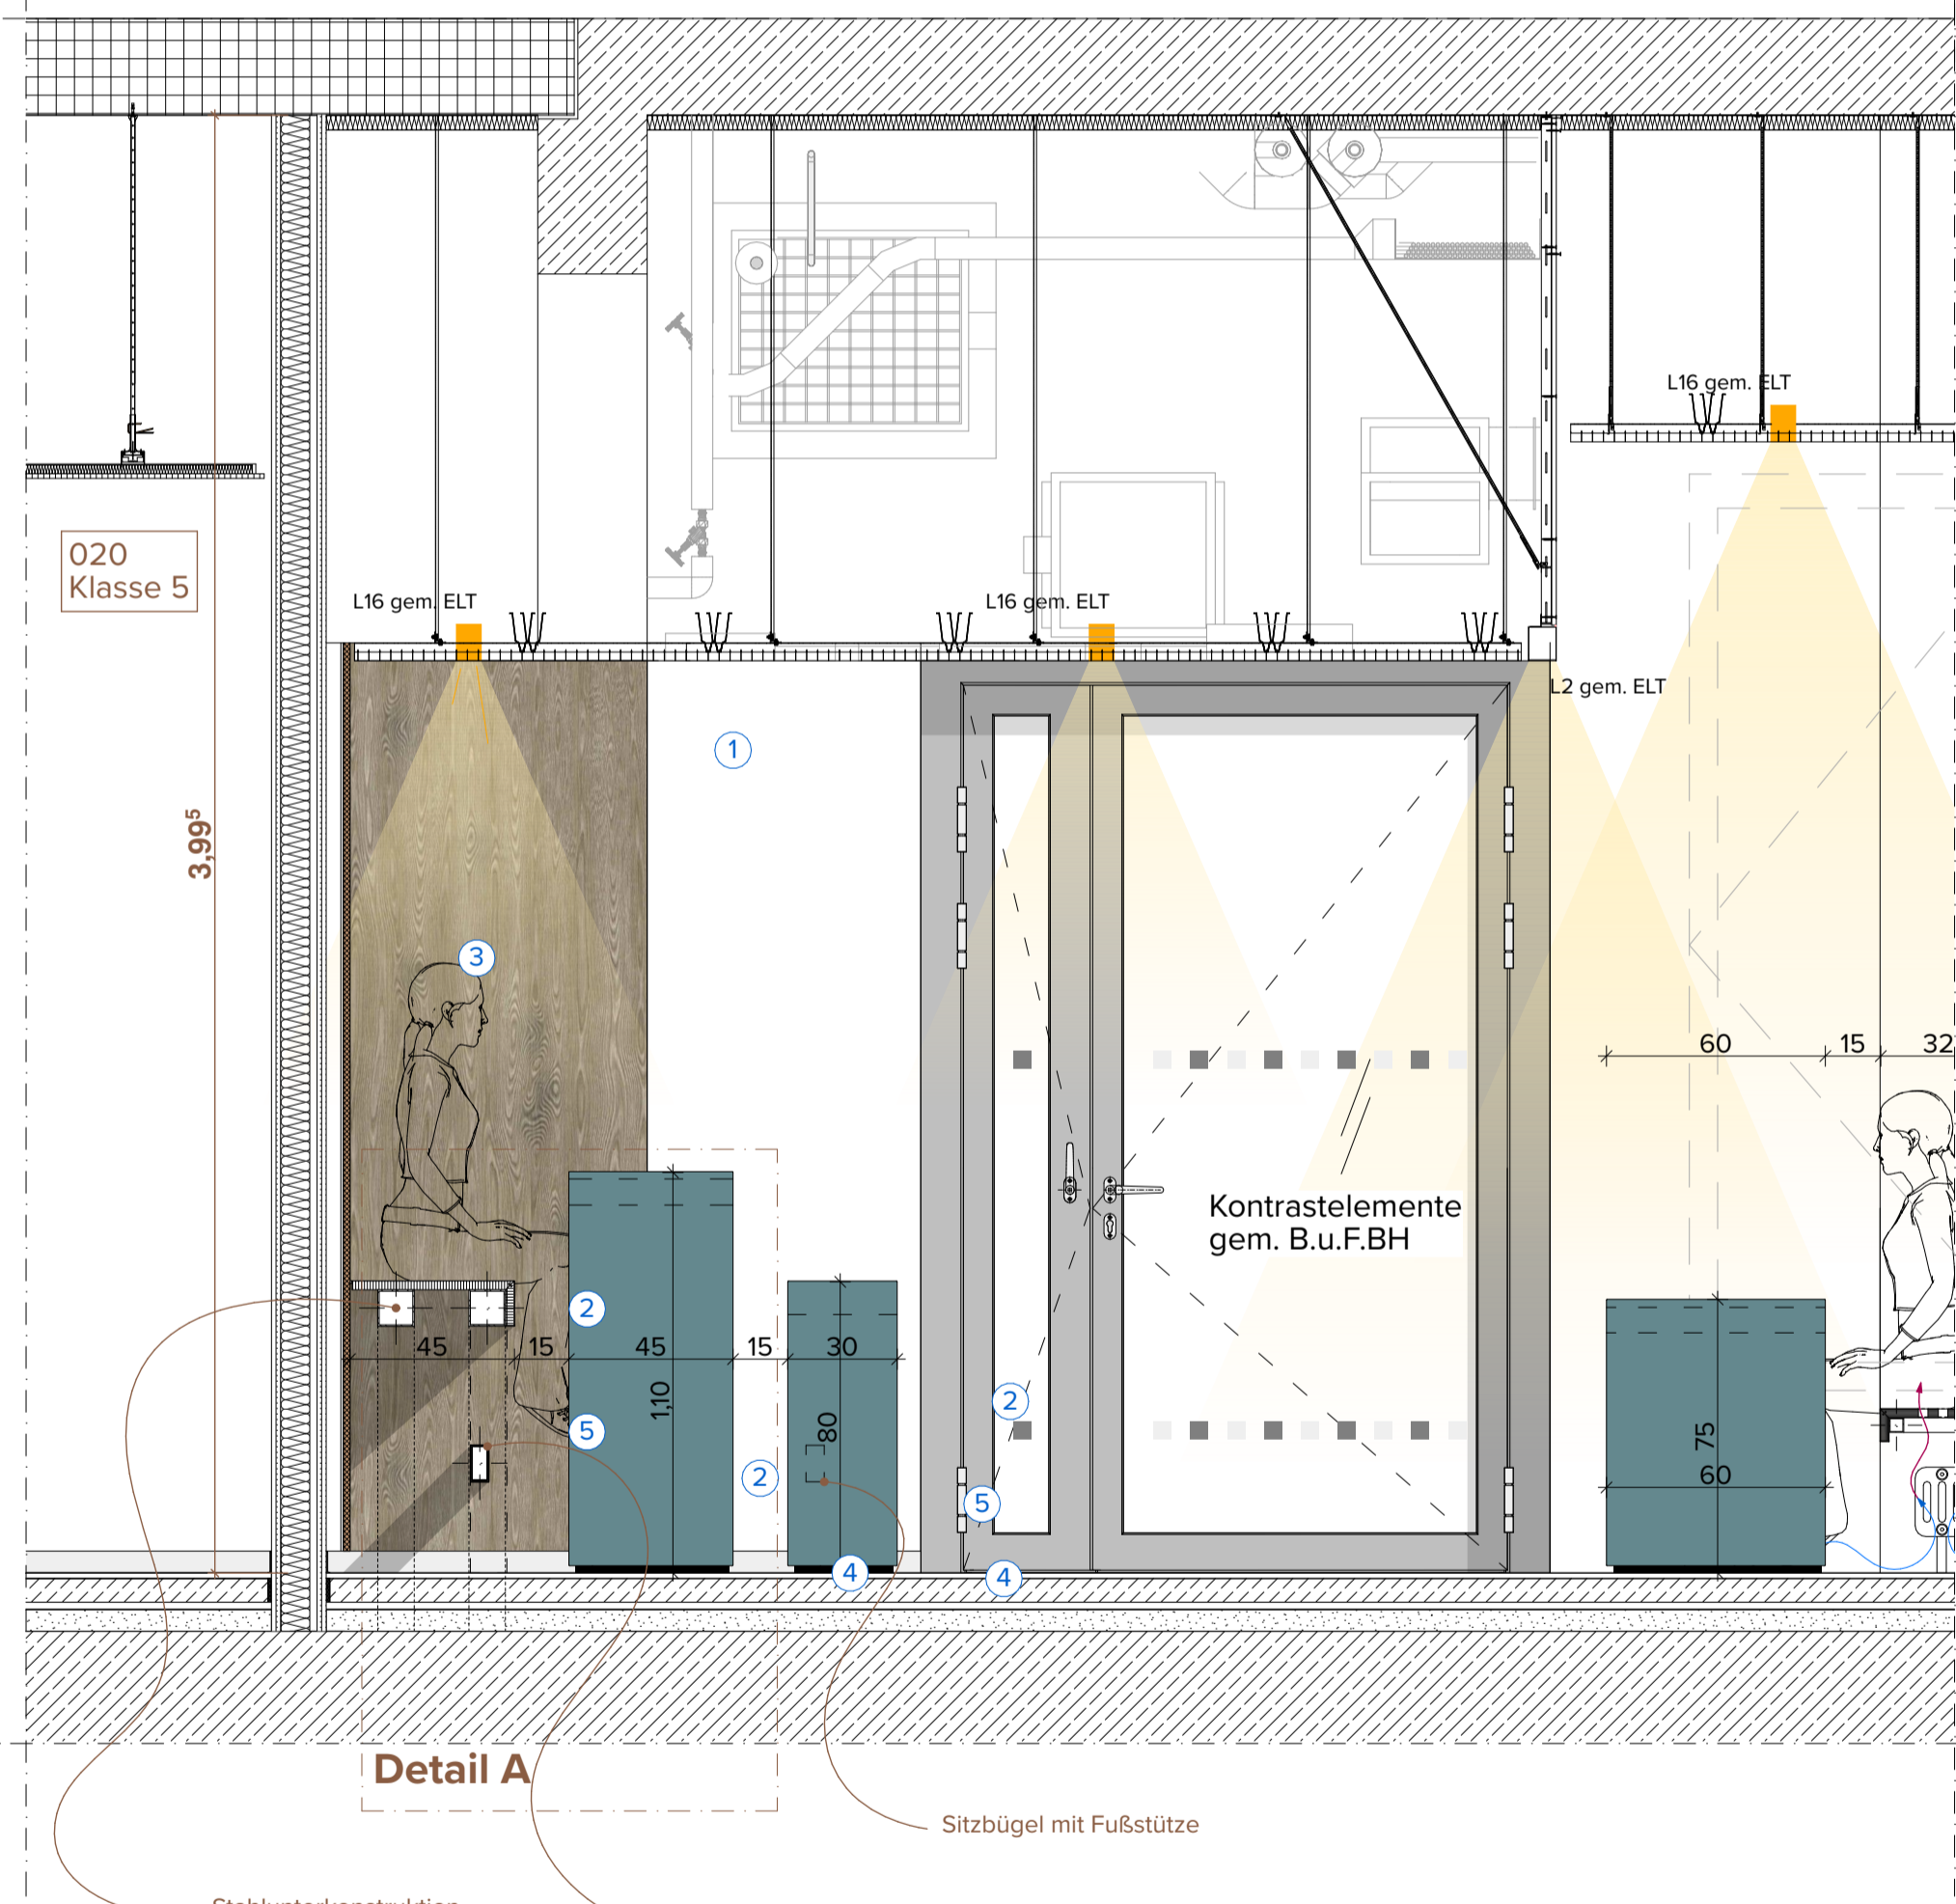 L16 gem. ELT
020
Klasse 5
L16 gem. ELT
L16 gem. ELT
L2 gem. ELT
1
3,99⁵
3
60 15 32
Kontrastelemente
gem. B.u.F.BH
2
45 15 45 15 30
1,10
80
2
5
2
75
60
5
4
4
Detail A
Sitzbügel mit Fußstütze